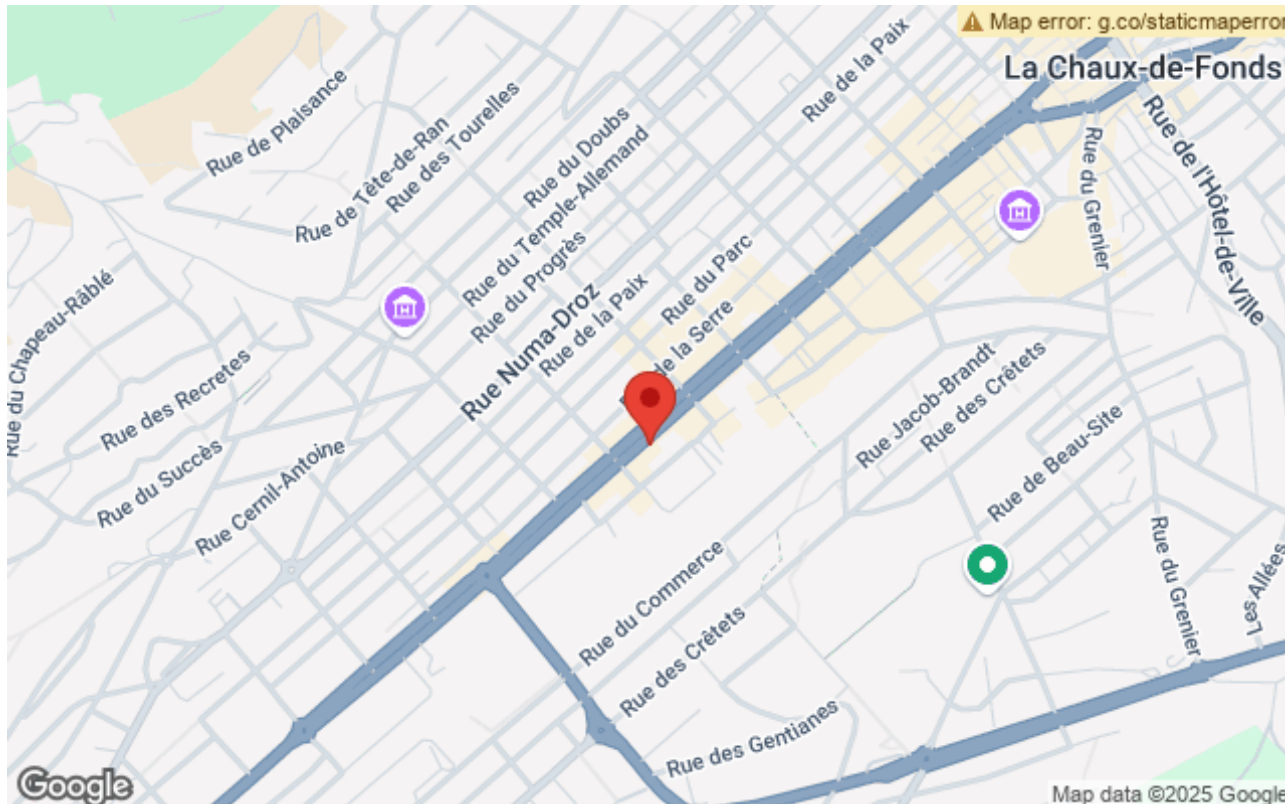 Map error: g.co/staticmaperror
La Chaux-de-Fonds
Rue de la Paix
Rue de Plaisance
Rue de Tête-de-Ran
Rue des Tourelles
Rue du Doubs
Rue du Temple-Allemand
Rue du Progrès
Rue de la Paix
Rue Numa-Droz
Rue du Parc
de la Serre
Rue du Grenier
Rue de l'Hôtel-de-Ville
Rue du Chapeau-Râblé
Rue des Recretes
Rue du Succès
Rue Cernil-Antoine
Rue Jacob-Brandt
Rue des Crêtets
Rue de Beau-Site
Rue du Commerce
Rue des Crêtets
Rue des Gentianes
Rue du Grenier
Les Allées
Google
Map data ©2025 Google